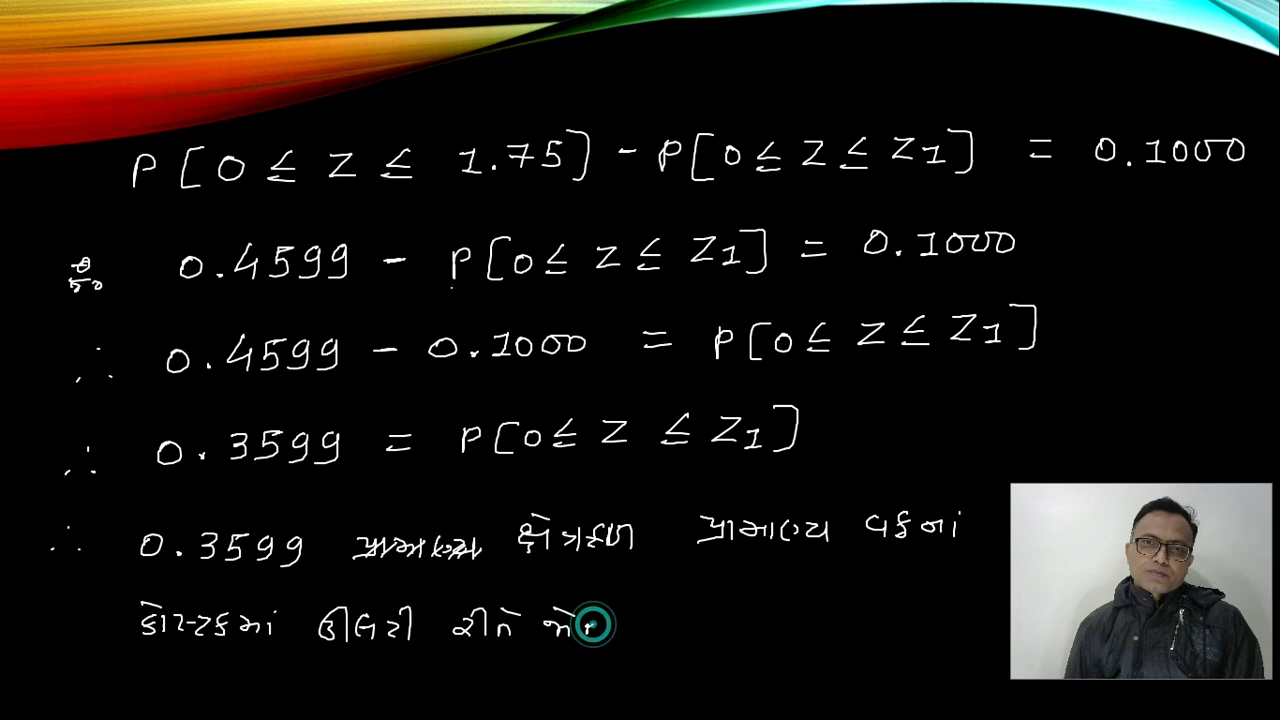 P[0 ≤ Z ≤ 1.75] - P[0 ≤ Z ≤ Z1] = 0.1000
0.4599 - P[0 ≤ Z ≤ Z1] = 0.1000
∴ 0.4599 - 0.1000 = P[0 ≤ Z ≤ Z1]
∴ 0.3599 = P[0 ≤ Z ≤ Z1]
∴ 0.3599 ક્ષેત્રફળ પ્રામાણ્ય વક્રનાં
કોષ્ટકમાં રીતે